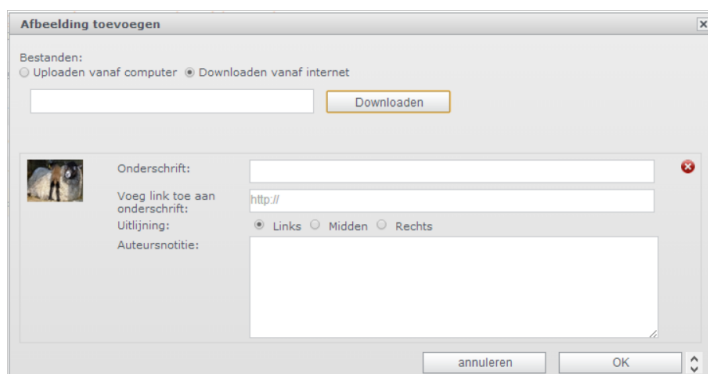 Afbeelding toevoegen
Bestanden:
Uploaden vanaf computer Downloaden vanaf internet
Downloaden
Onderschrift:
Voeg link toe aan
onderschrift:
http://
Uitlijning: Links Midden Rechts
Auteursnotitie:
annuleren OK